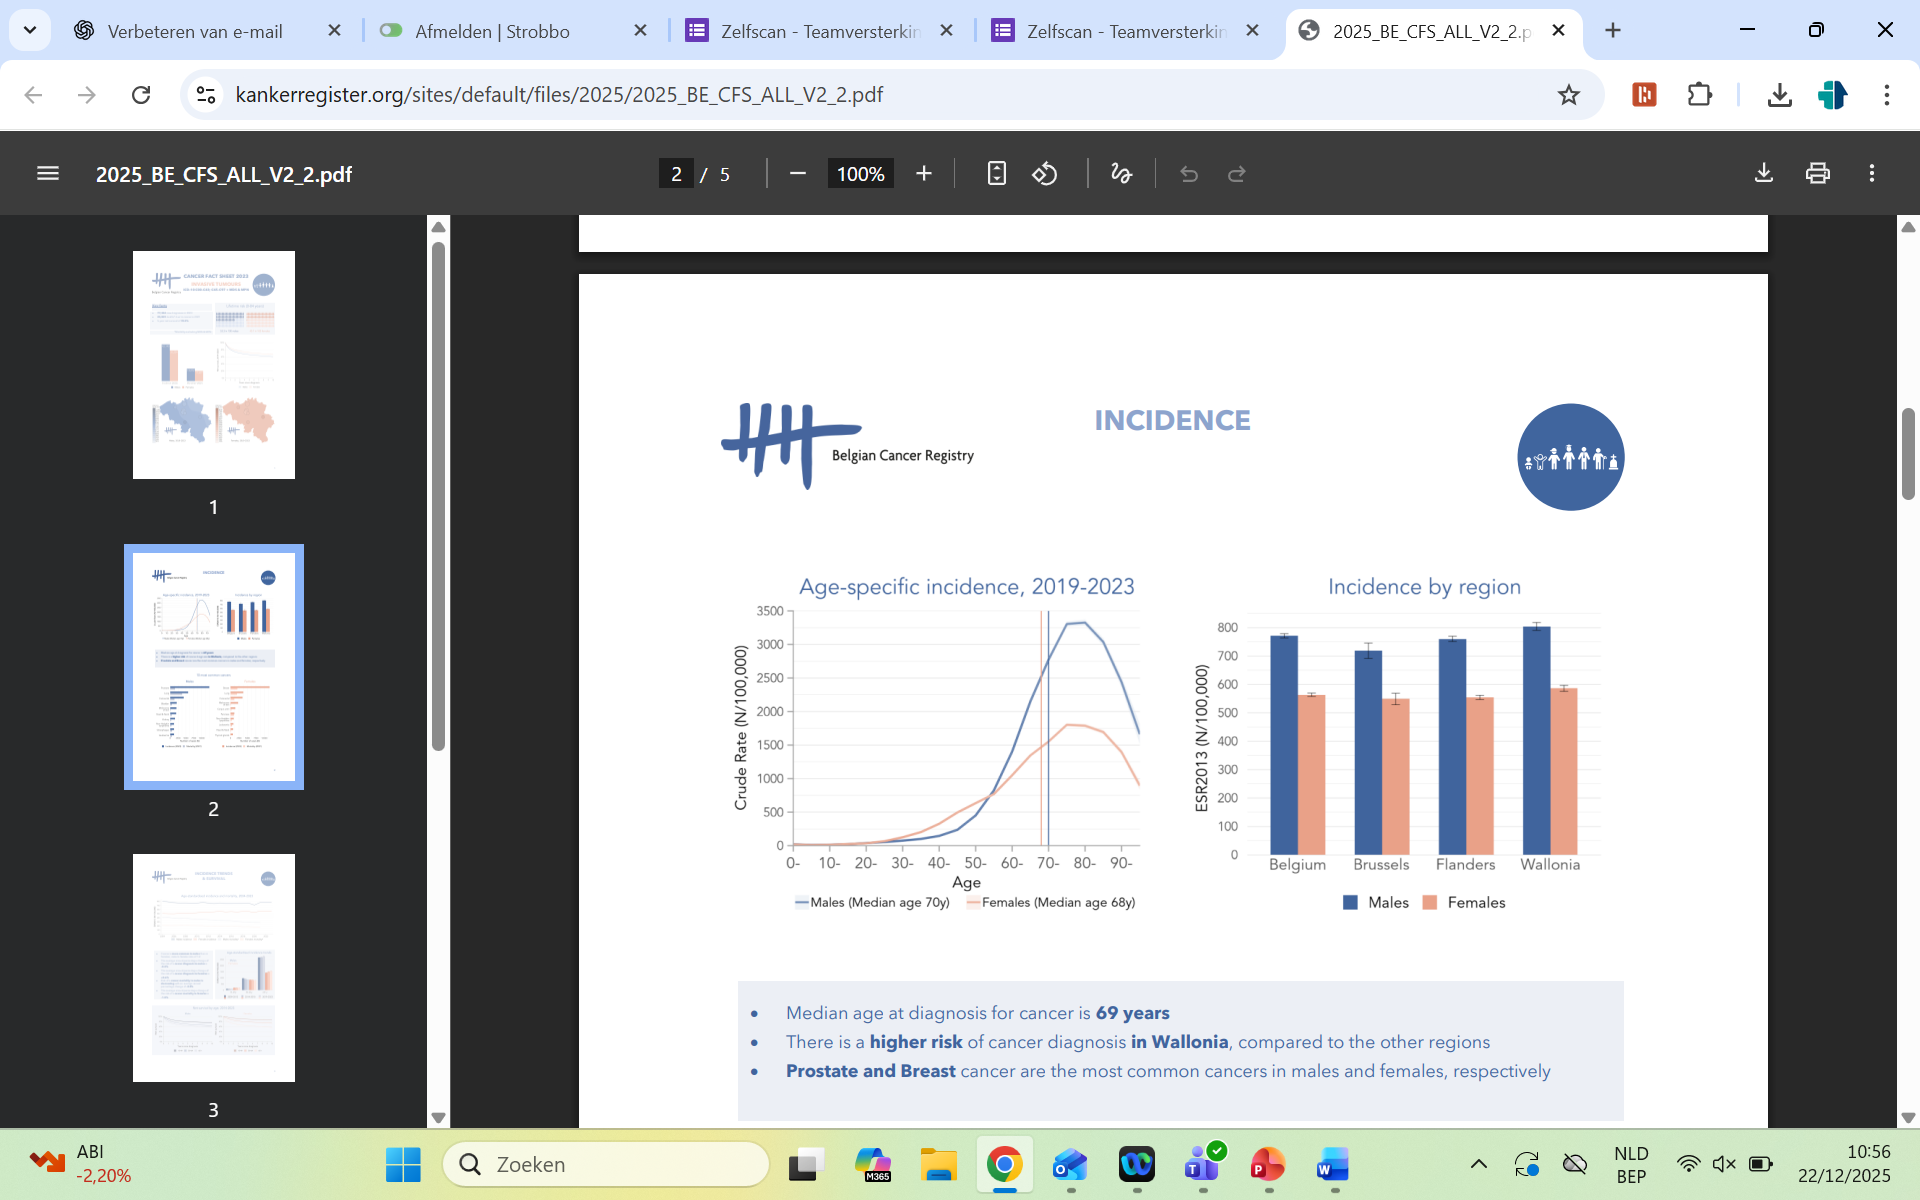 Verbeteren van e-mail
Afmelden | Strobbo
Zelfscan - Teamversterkin
Zelfscan - Teamversterkin
2025_BE_CFS_ALL_V2_2.p
kankerregister.org/sites/default/files/2025/2025_BE_CFS_ALL_V2_2.pdf
2025_BE_CFS_ALL_V2_2.pdf
2 / 5
100%
CANCER FACT SHEET 2023
1
2
3
Belgian Cancer Registry
INCIDENCE
Age-specific incidence, 2019-2023
Crude Rate (N/100,000)
3500
3000
2500
2000
1500
1000
500
0
0- 10- 20- 30- 40- 50- 60- 70- 80- 90-
Age
Males (Median age 70y) Females (Median age 68y)
Incidence by region
ESR2013 (N/100,000)
800
700
600
500
400
300
200
100
0
Belgium Brussels Flanders Wallonia
Males Females
• Median age at diagnosis for cancer is 69 years
• There is a higher risk of cancer diagnosis in Wallonia, compared to the other regions
• Prostate and Breast cancer are the most common cancers in males and females, respectively
ABI
-2,20%
Zoeken
M365
NLD
BEP
10:56
22/12/2025